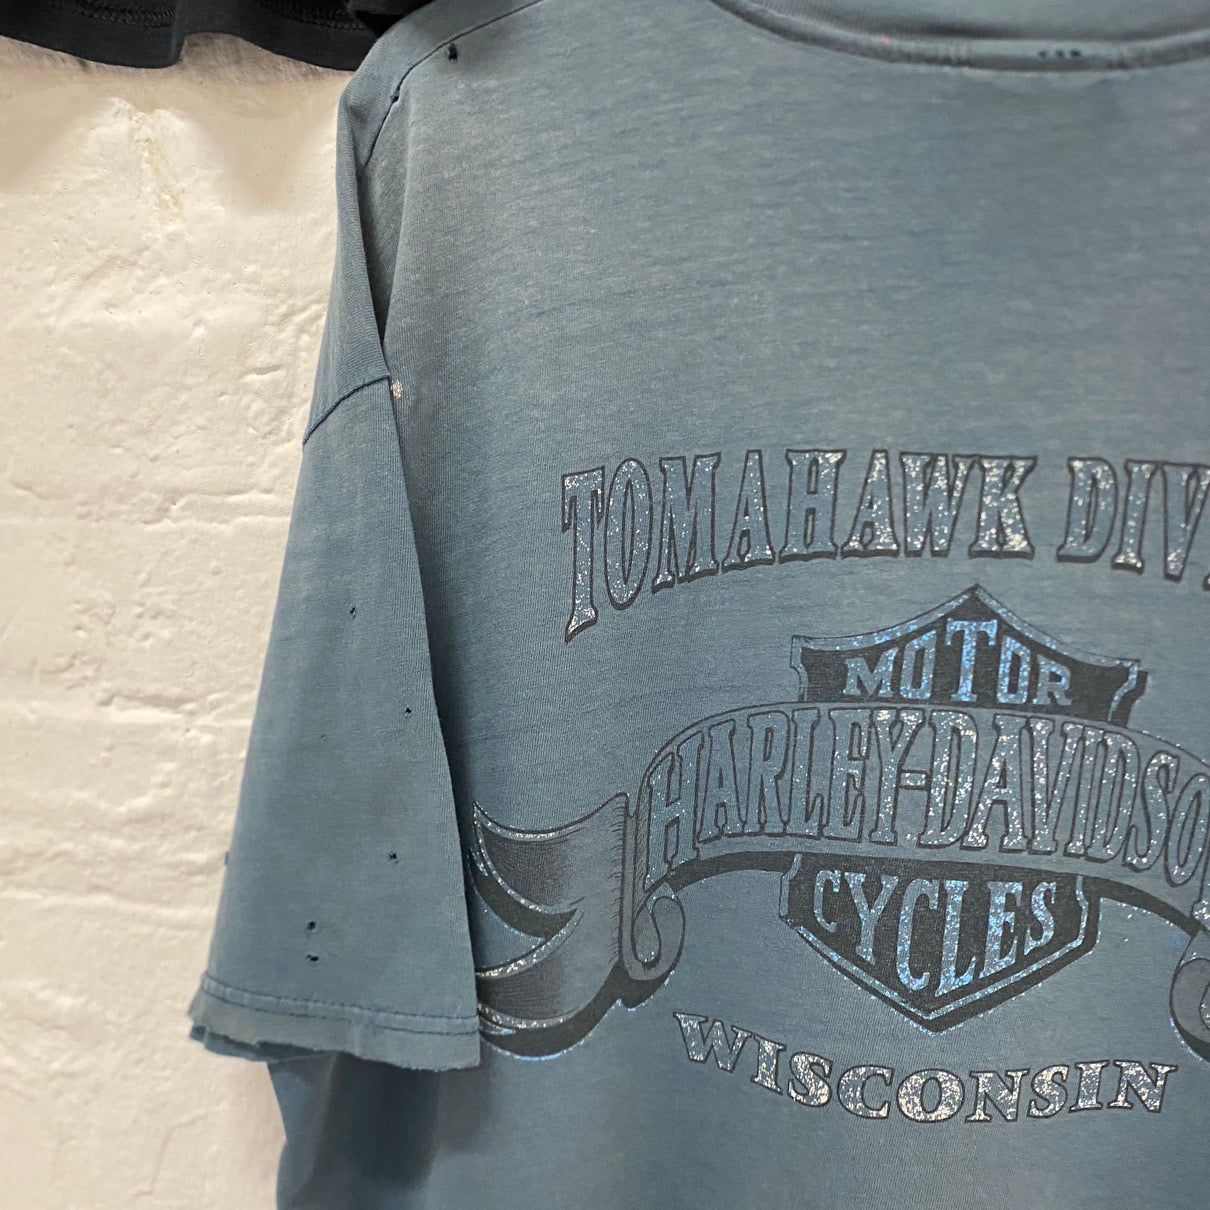 TOMAHAWK DIV
MOTOR
HARLEY-DAVIDSO
CYCLES
WISCONSIN